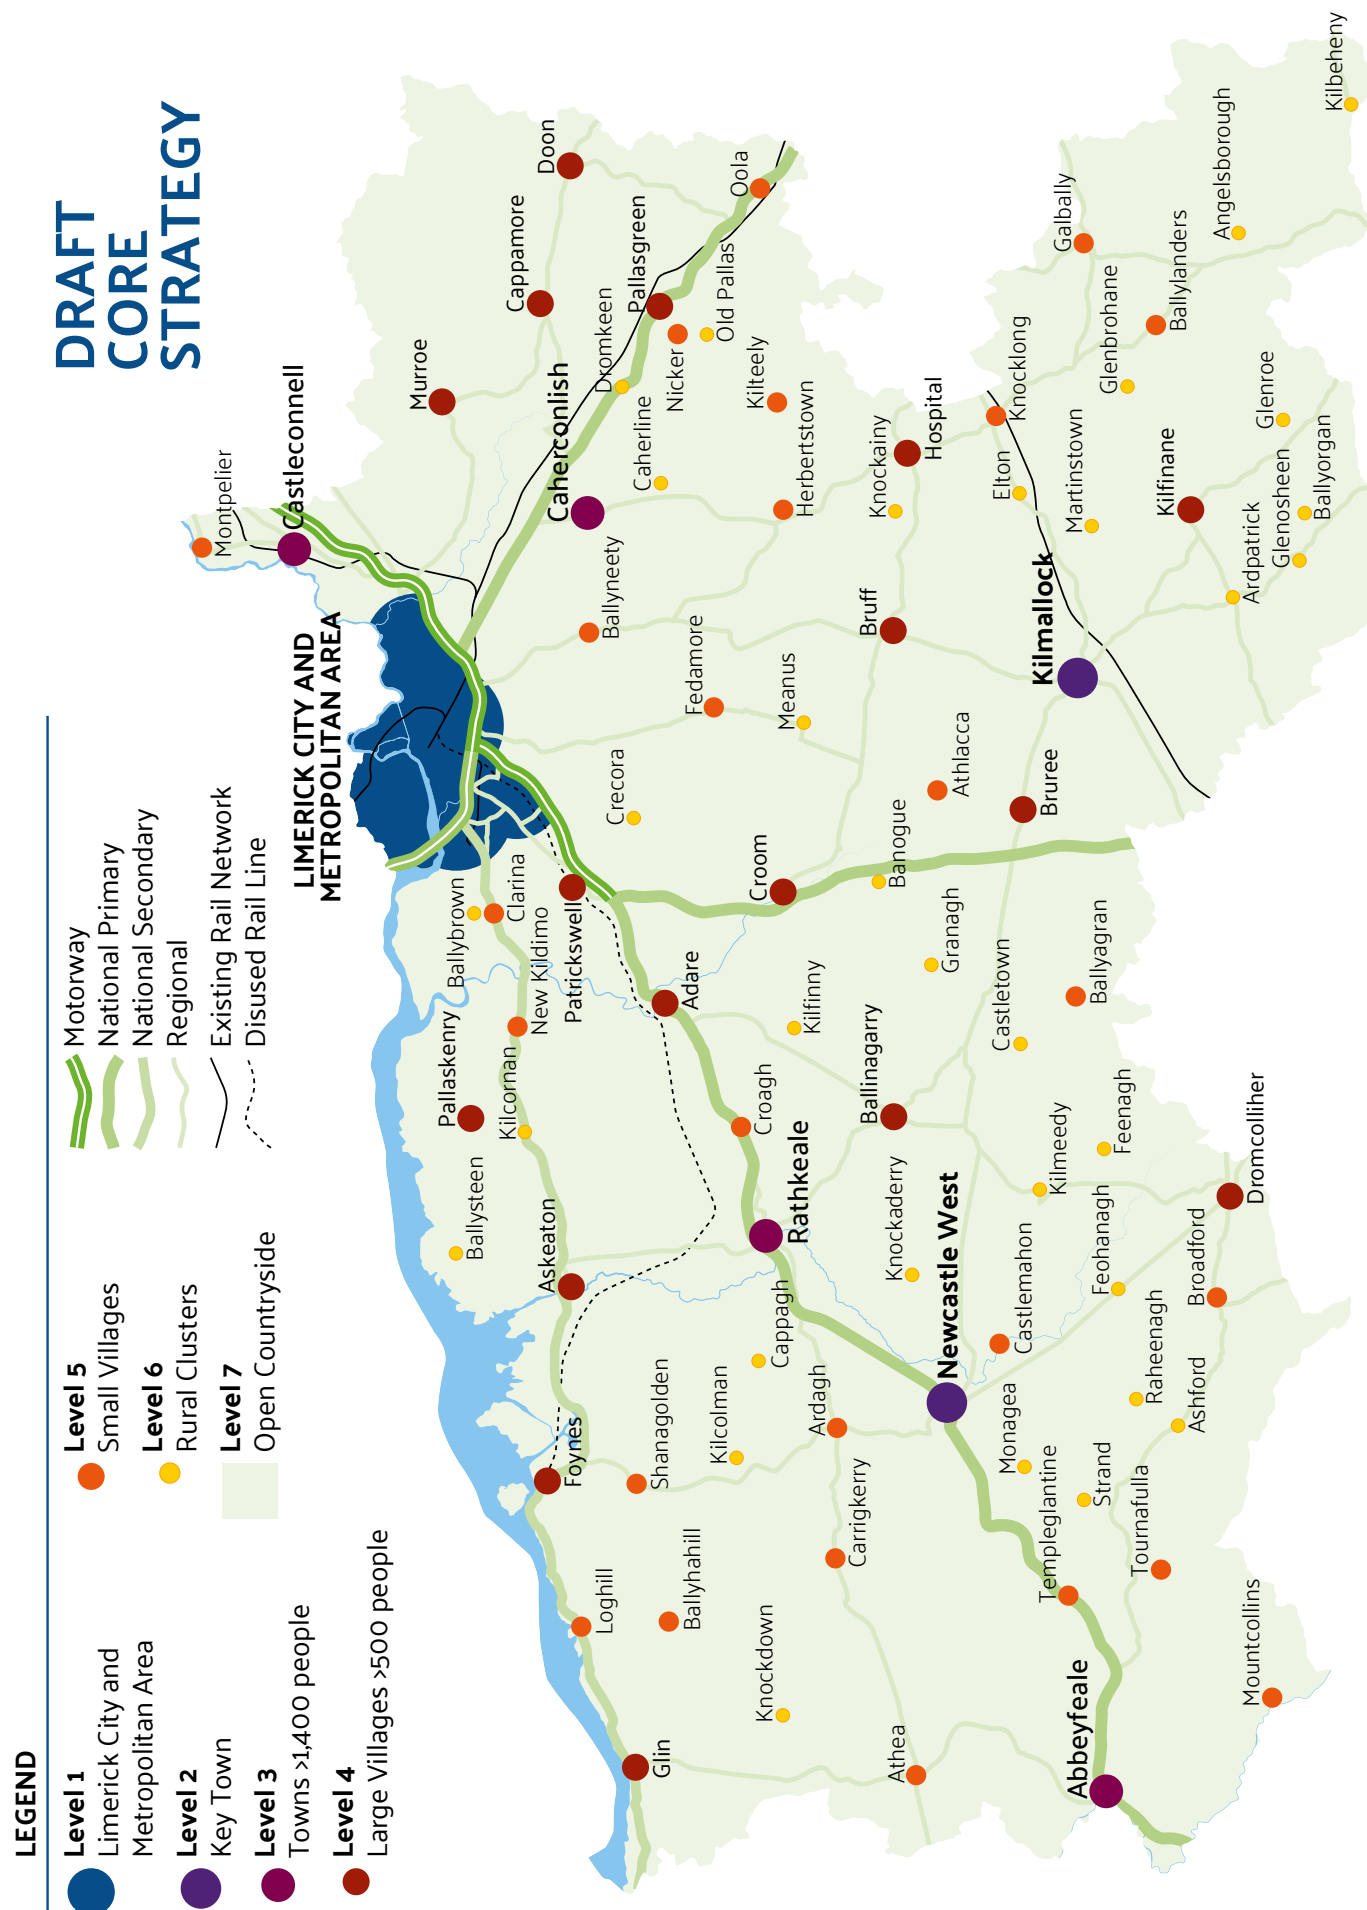 DRAFT
CORE
STRATEGY
LEGEND
Level 1
Limerick City and
Metropolitan Area
Level 2
Key Town
Level 3
Towns >1,400 people
Level 4
Large Villages >500 people
Level 5
Small Villages
Level 6
Rural Clusters
Level 7
Open Countryside
Motorway
National Primary
National Secondary
Regional
Existing Rail Network
Disused Rail Line
LIMERICK CITY AND
METROPOLITAN AREA
Montpelier
Castleconnell
Murroe
Cappamore
Doon
Caherconlish
Dromkeen
Pallasgreen
Nicker
Old Pallas
Oola
Caherline
Kilteely
Herbertstown
Ballyneety
Fedamore
Meanus
Crecora
Knockainy
Hospital
Bruff
Knocklong
Elton
Martinstown
Kilmallock
Galbally
Glenbrohane
Ballylanders
Angelsborough
Kilbeheny
Kilfinane
Glenroe
Ardpatrick
Glenosheen
Ballyorgan
Athlacca
Bruree
Banogue
Croom
Granagh
Castletown
Ballyagran
Ballybrown
Clarina
New Kildimo
Patrickswell
Adare
Kilfinny
Pallaskenry
Kilcornan
Croagh
Ballinagarry
Feenagh
Kilmeedy
Dromcolliher
Ballysteen
Askeaton
Rathkeale
Knockaderry
Newcastle West
Castlemahon
Feohanagh
Broadford
Raheenagh
Ashford
Cappagh
Ardagh
Monagea
Strand
Foynes
Shanagolden
Kilcolman
Carrigkerry
Templeglantine
Tournafulla
Loghill
Ballyhahill
Knockdown
Glin
Athea
Abbeyfeale
Mountcollins